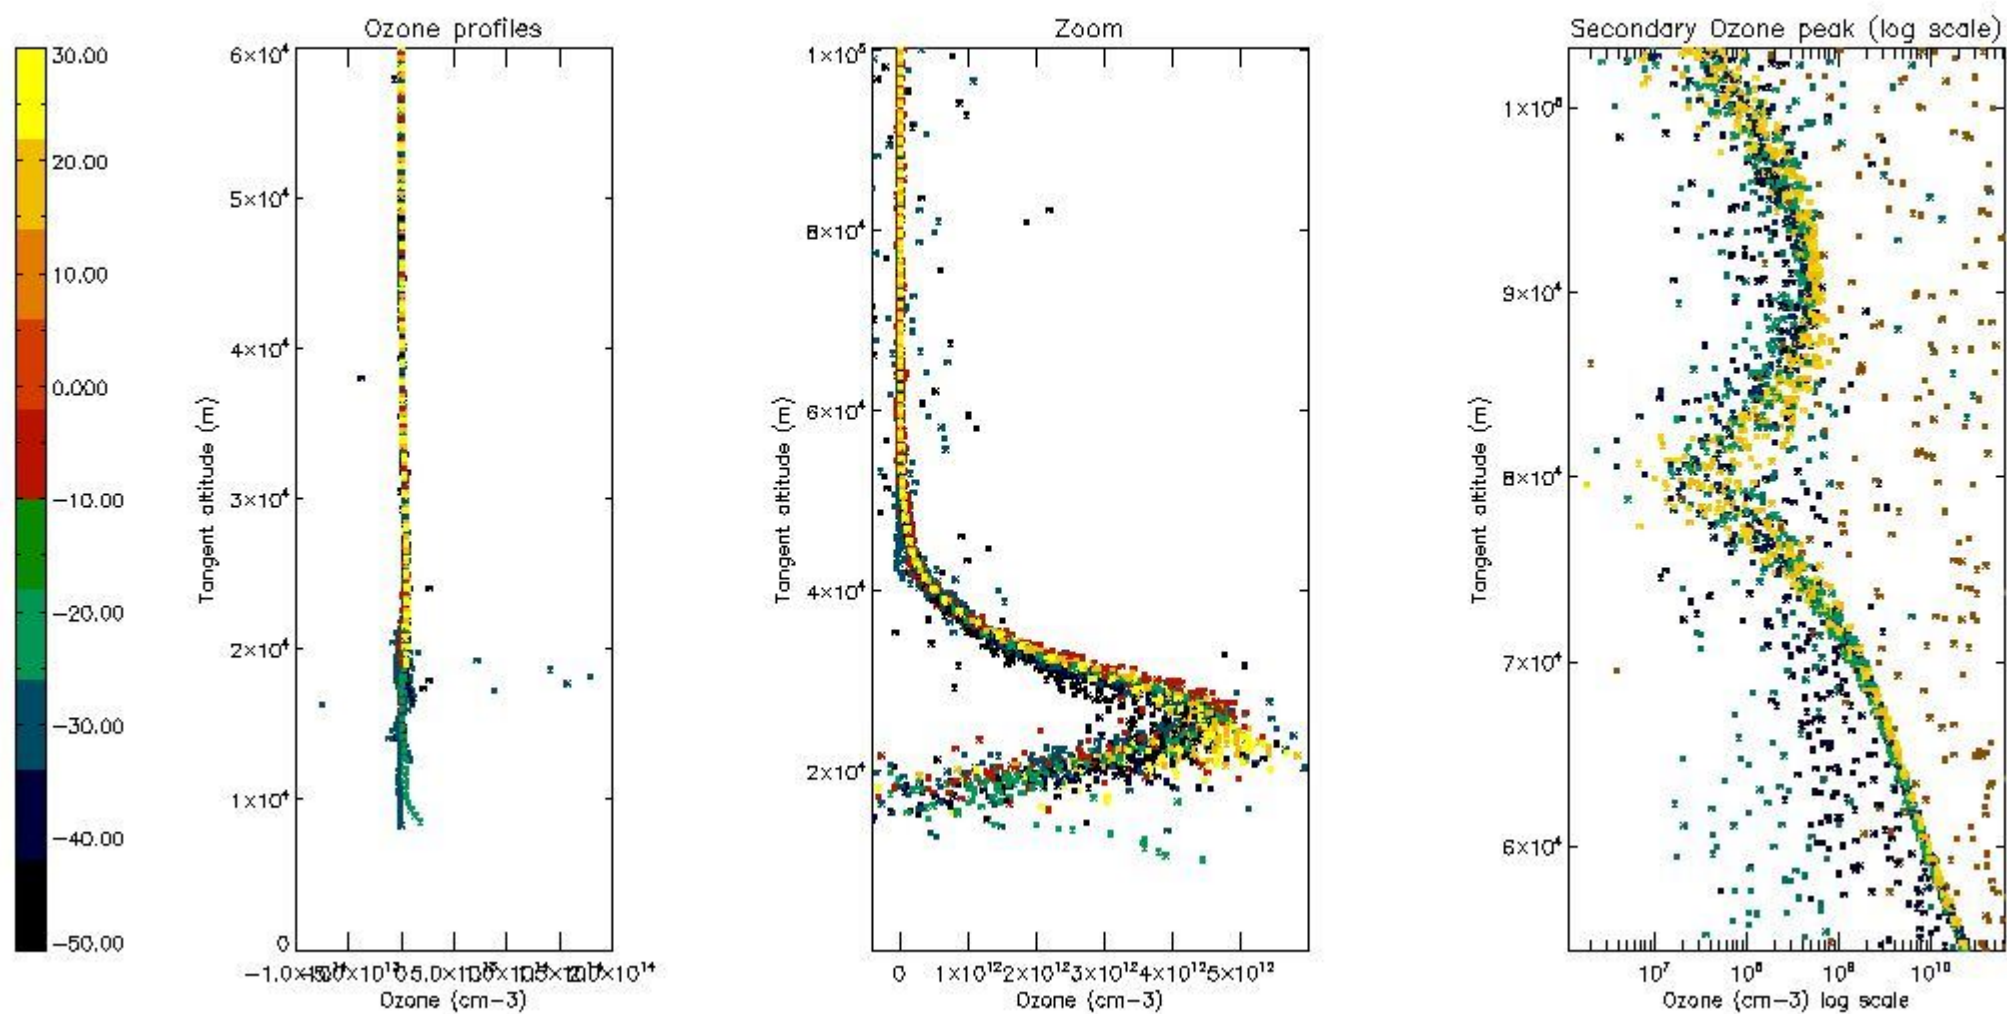 Ozone profiles
Zoom
Secondary Ozone peak (log scale)
30.00
20.00
10.00
0.000
−10.00
−20.00
−30.00
−40.00
−50.00
6×10⁴
5×10⁴
4×10⁴
3×10⁴
2×10⁴
1×10⁴
0
Tangent altitude (m)
Ozone (cm−3)
1×10⁵
8×10⁴
6×10⁴
4×10⁴
2×10⁴
Tangent altitude (m)
0 1×10¹² 2×10¹² 3×10¹² 4×10¹² 5×10¹²
Ozone (cm−3)
1×10⁵
9×10⁴
8×10⁴
7×10⁴
6×10⁴
Tangent altitude (m)
10⁷ 10⁸ 10⁹ 10¹⁰
Ozone (cm−3) log scale